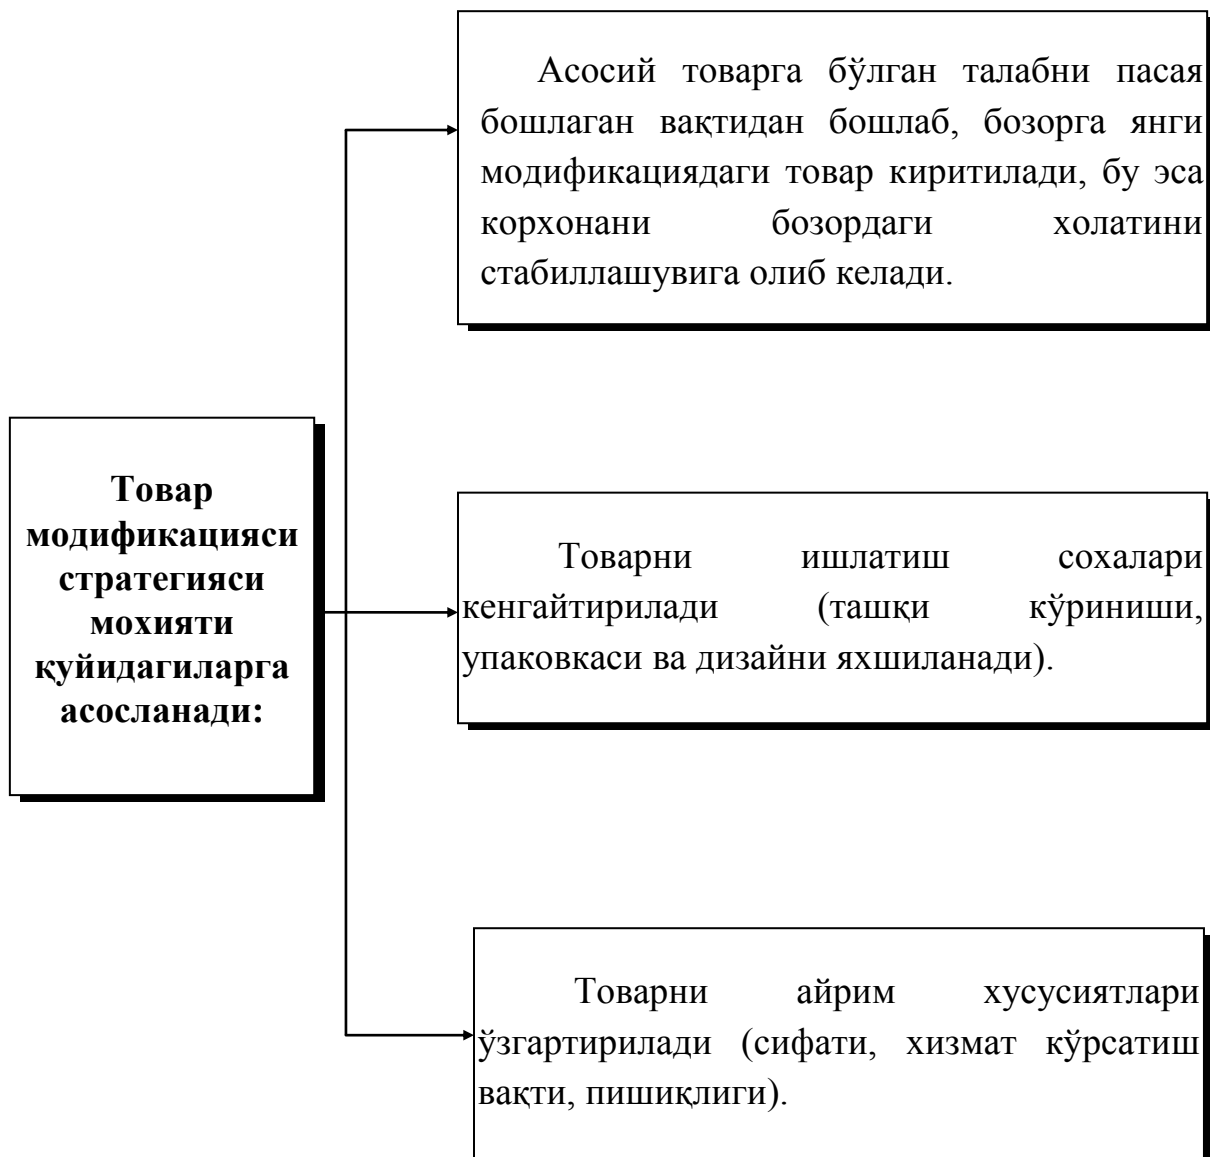 Асосий товарга бўлган талабни пасая
бошлаган вақтидан бошлаб, бозорга янги
модификациядаги товар киритилади, бу эса
корхонани бозордаги холатини
стабиллашувига олиб келади.
Товар
модификацияси
стратегияси
мохияти
қуйидагиларга
асосланади:
Товарни ишлатиш сохалари
кенгайтирилади (ташқи кўриниши,
упаковкаси ва дизайни яхшиланади).
Товарни айрим хусусиятлари
ўзгартирилади (сифати, хизмат кўрсатиш
вақти, пишиқлиги).